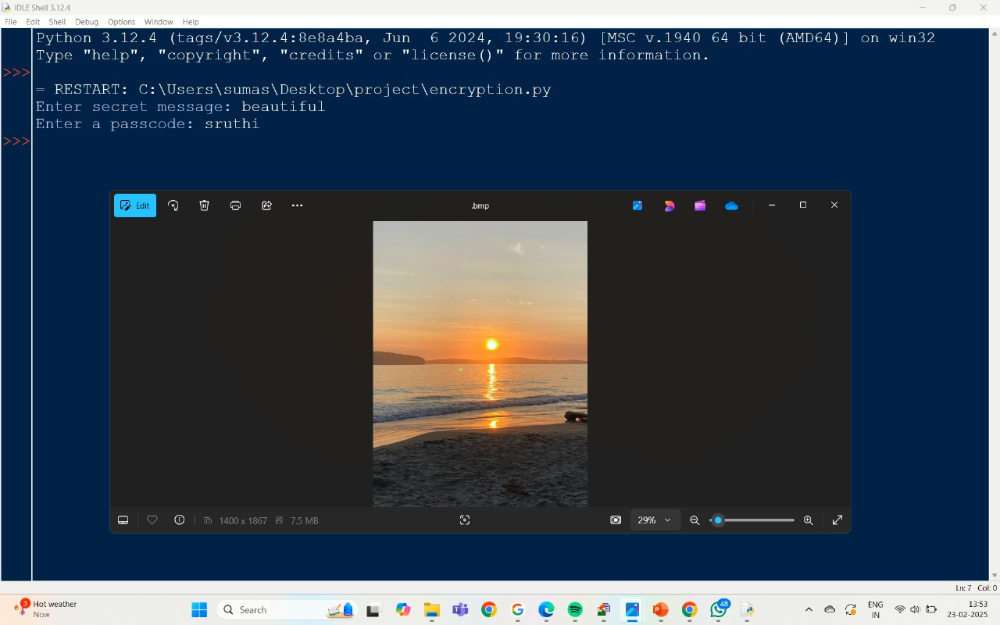 IDLE Shell 3.12.4
File Edit Shell Debug Options Window Help
Python 3.12.4 (tags/v3.12.4:8e8a4ba, Jun  6 2024, 19:30:16) [MSC v.1940 64 bit (AMD64)] on win32
Type "help", "copyright", "credits" or "license()" for more information.
>>>
= RESTART: C:\Users\sumas\Desktop\project\encryption.py
Enter secret message: beautiful
Enter a passcode: sruthi
>>>
Edit .bmp
1400 x 1867 7.5 MB 29%
Ln: 7 Col: 0
3 Hot weather
Now
Search
48
ENG
IN
13:53
23-02-2025